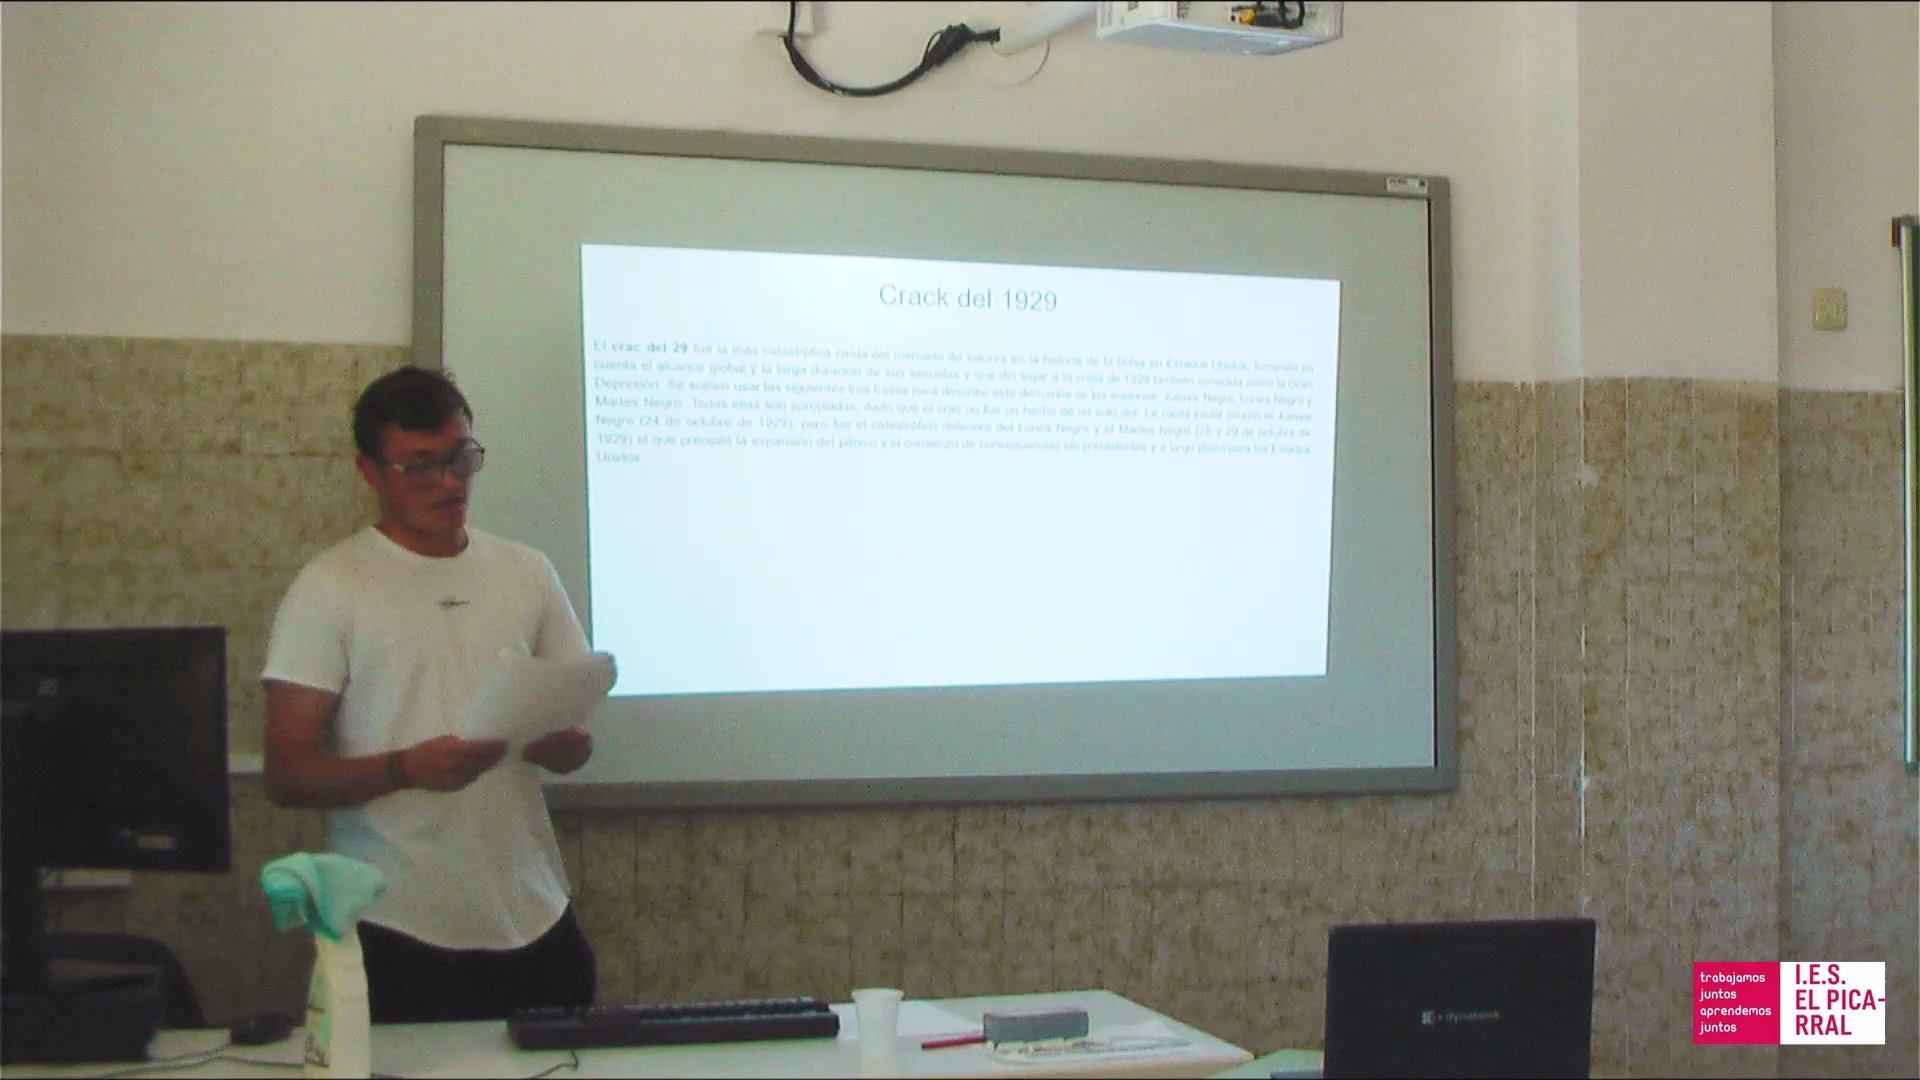 Crack del 1929
El crac del 29 fue la más catastrófica caída del mercado de valores en la historia de la bolsa en Estados Unidos, tomando en
cuenta el alcance global y la larga duración de sus secuelas y que dio lugar a la crisis de 1929 también conocida como la Gran
Depresión. Se suelen usar las siguientes tres frases para describir este derrumbe de las acciones: Jueves Negro, Lunes Negro y
Martes Negro. Todas ellas son apropiadas, dado que el crac no fue un hecho de un solo día. La caída inicial ocurrió el Jueves
Negro (24 de octubre de 1929), pero fue el catastrófico deterioro del Lunes Negro y el Martes Negro (28 y 29 de octubre de
1929) el que precipitó la expansión del pánico y el comienzo de consecuencias sin precedentes y a largo plazo para los Estados
Unidos
dynabook
trabajamos
juntos
aprendemos
juntos
I.E.S.
EL PICA-
RRAL